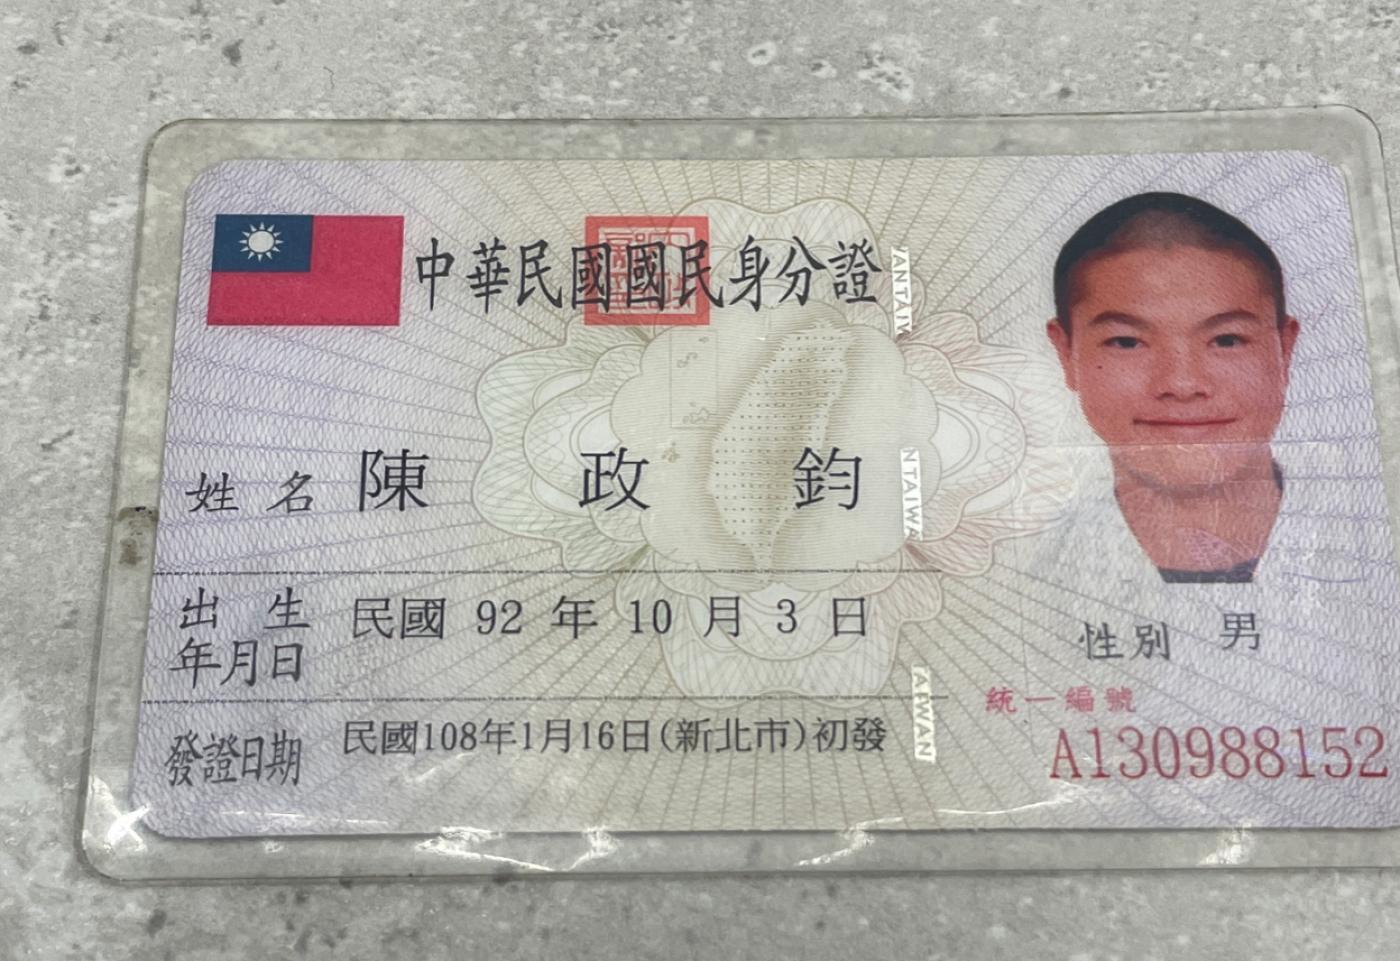 中華民國國民身分證
姓名 陳政鈞
出生年月日 民國 92 年 10 月 3 日
性別 男
發證日期 民國108年1月16日(新北市)初發
統一編號
A130988152
TAIWAN